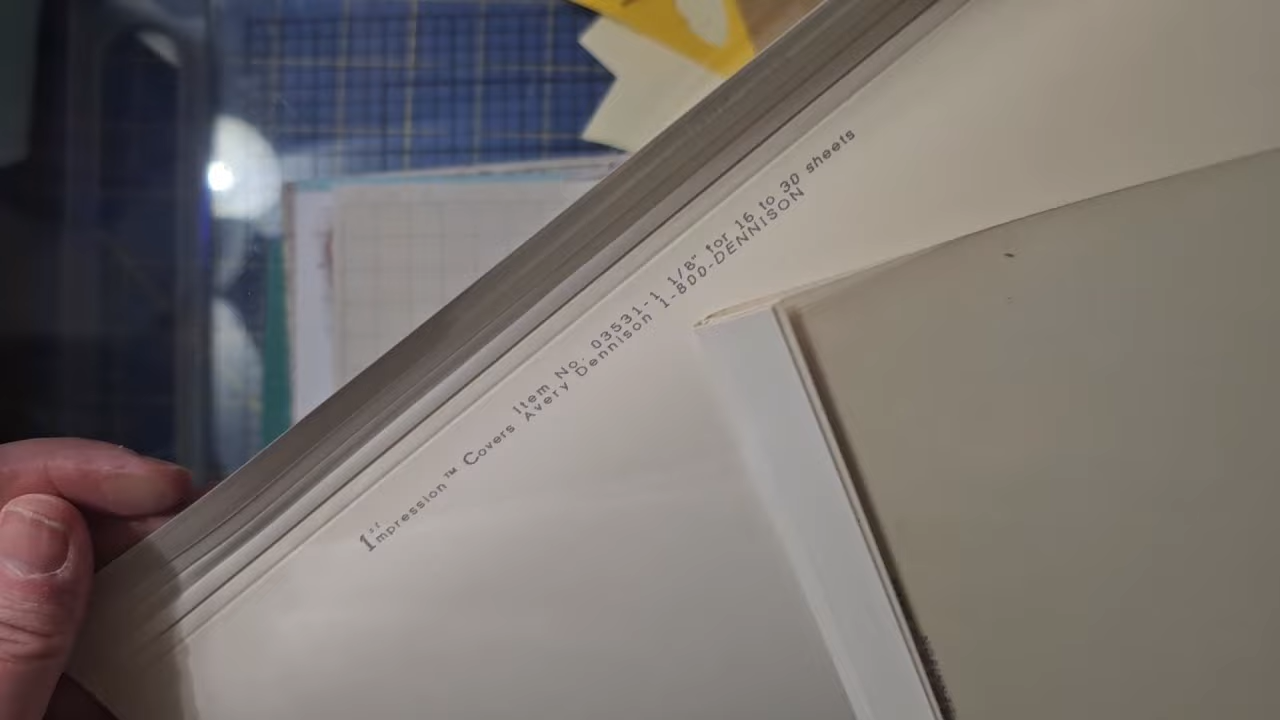 Item No. 03531-1 1/8" for 16 to 30 sheets
1st Impression™ Covers Avery Dennison 1-800-DENNISON